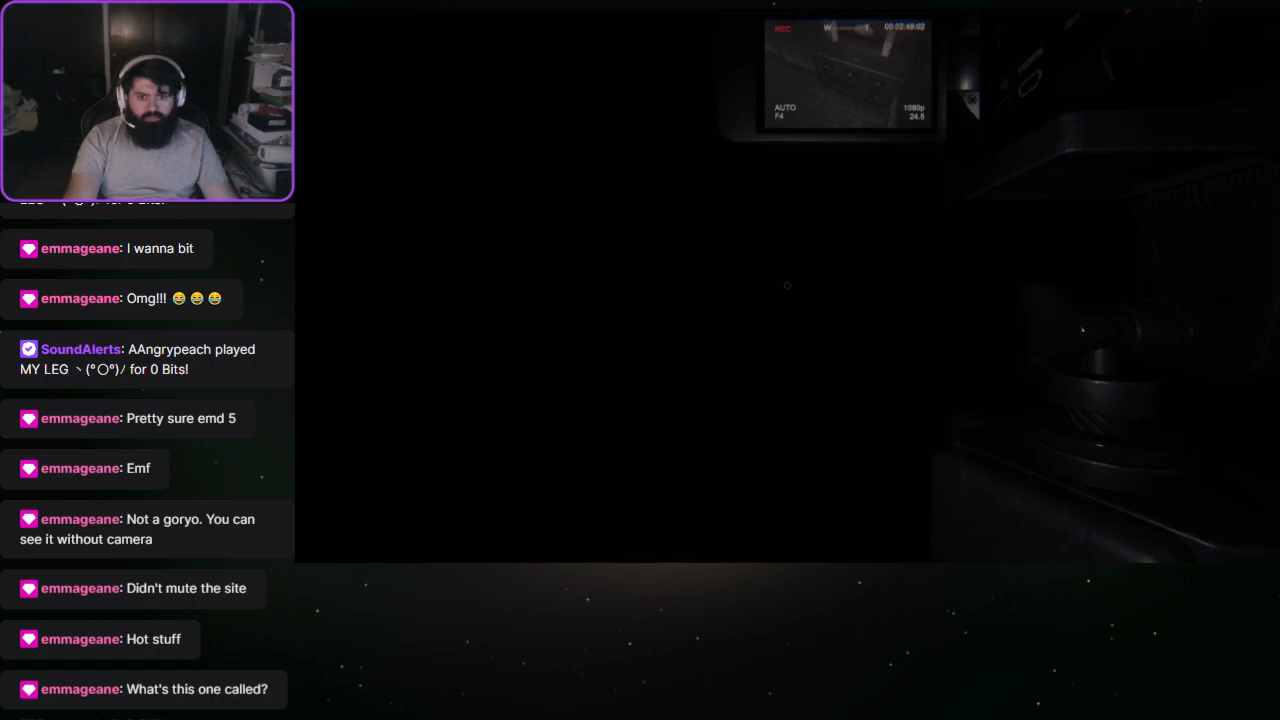 REC
W
T
00:02:48:02
AUTO
F4
1080p
24.5
emmageane: I wanna bit
emmageane: Omg!!! 😂 😂 😂
SoundAlerts: AAngrypeach played
MY LEG ヽ(°〇°)ﾉ for 0 Bits!
emmageane: Pretty sure emd 5
emmageane: Emf
emmageane: Not a goryo. You can
see it without camera
emmageane: Didn't mute the site
emmageane: Hot stuff
emmageane: What's this one called?